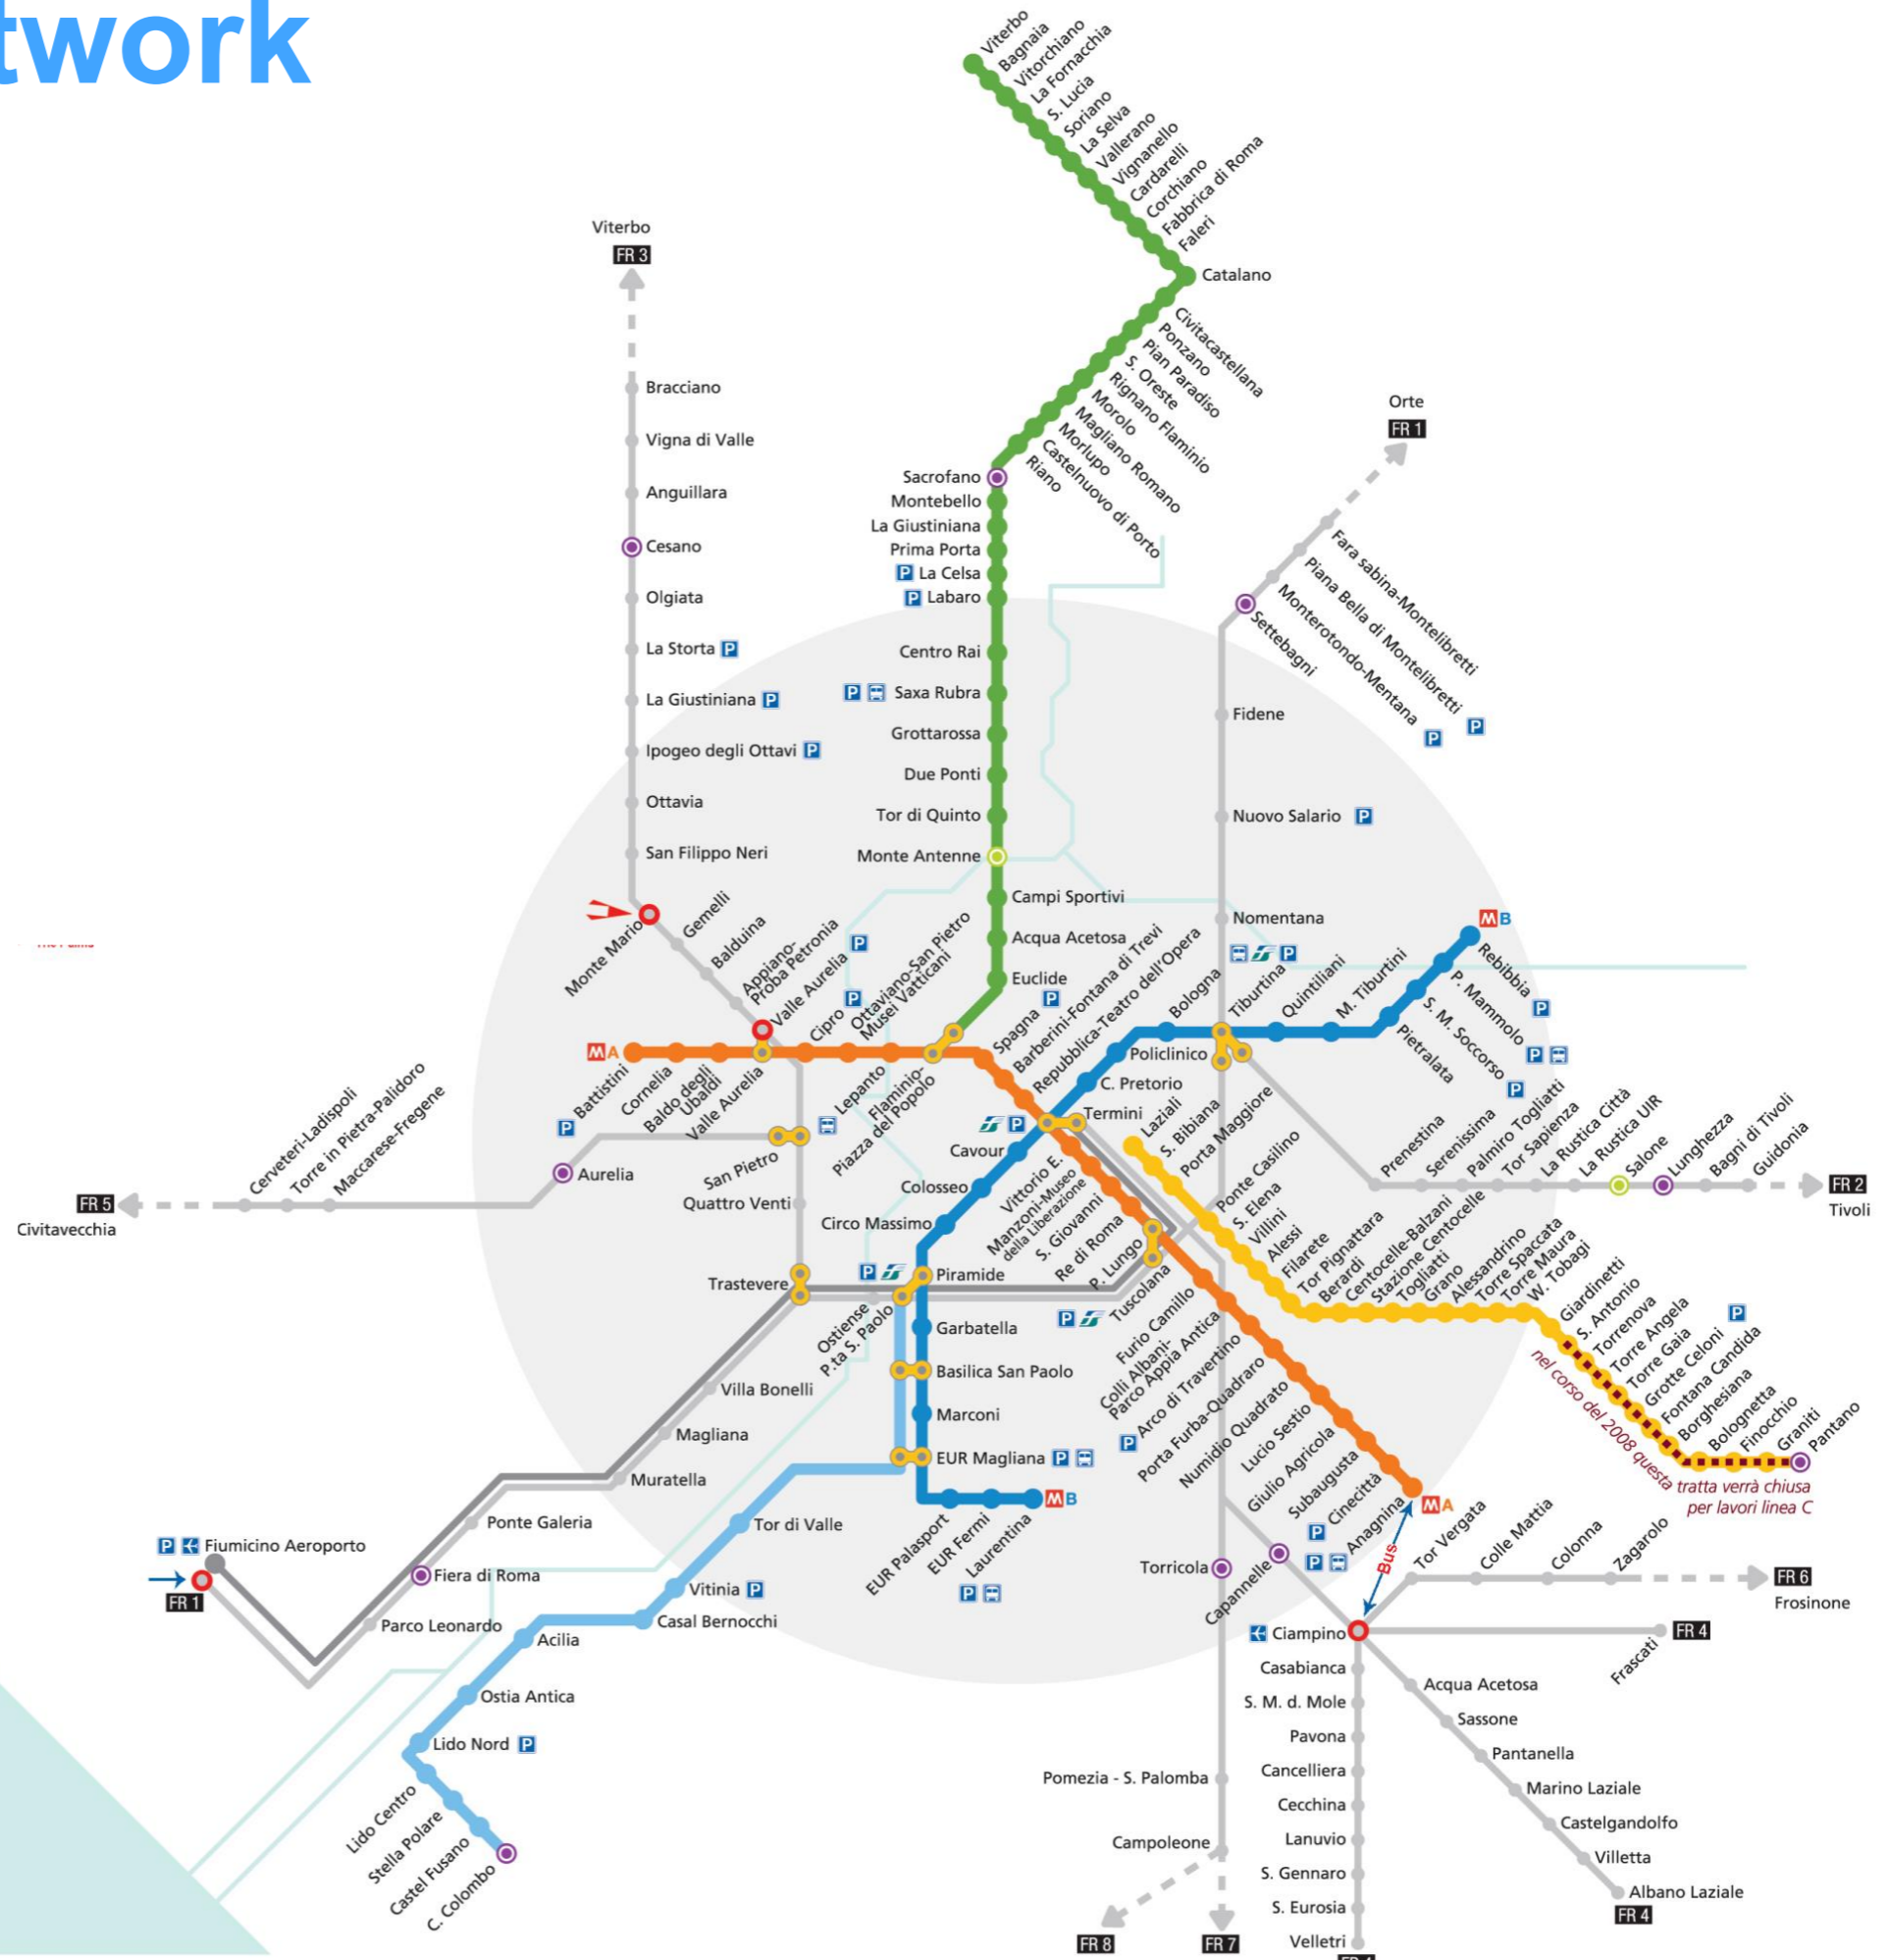 twork
Viterbo
Bagnaia
Vitorchiano
La Fornacchia
S. Lucia
Soriano
La Selva
Vallerano
Vignanello
Cardarelli
Corchiano
Fabbrica di Roma
Faleri
Catalano
Civitacastellana
Ponzano
Pian Paradiso
S. Oreste
Rignano Flaminio
Morolo
Magliano Romano
Morlupo
Castelnuovo di Porto
Riano
Sacrofano
Montebello
La Giustiniana
Prima Porta
P La Celsa
P Labaro
Centro Rai
P Saxa Rubra
Grottarossa
Due Ponti
Tor di Quinto
Monte Antenne
Campi Sportivi
Acqua Acetosa
Euclide
Viterbo
FR 3
Bracciano
Vigna di Valle
Anguillara
Cesano
Olgiata
La Storta P
La Giustiniana P
Ipogeo degli Ottavi P
Ottavia
San Filippo Neri
Monte Mario
Gemelli
Balduina
Appiano-
Proba Petronia
Valle Aurelia P
Orte
FR 1
Fara sabina-Montelibretti
Piana Bella di Montelibretti P
Monterotondo-Mentana P
Settebagni
Fidene
Nuovo Salario P
Nomentana
P
Tiburtina
MA
P Battistini
Cornelia
Baldo degli
Ubaldi
Valle Aurelia
Cipro P
Ottaviano-San Pietro
Musei Vatticani
Lepanto
Flaminio-
Piazza del Popolo
Spagna P
Barberini-Fontana di Trevi
Repubblica-Teatro dell'Opera
P
Termini
Vittorio E.
Manzoni-Museo
della Liberazione
S. Giovanni
Re di Roma
P. Lungo
P Tuscolana
Furio Camillo
Colli Albani-
Parco Appia Antica
P Arco di Travertino
Porta Furba-Quadraro
Numidio Quadrato
Lucio Sestio
Giulio Agricola
Subaugusta
P Cinecittà
P Anagnina
MA
Bus
MB
Rebibbia P
P. Mammolo P
S. M. Soccorso P
Pietralata
M. Tiburtini
Quintiliani
Bologna
Policlinico
C. Pretorio
Cavour
Colosseo
Circo Massimo
P
Piramide
Garbatella
Basilica San Paolo
Marconi
EUR Magliana P
EUR Palasport
EUR Fermi
Laurentina
P
MB
Laziali
S. Bibiana
Porta Maggiore
Ponte Casilino
S. Elena
Villini
Alessi
Filarete
Tor Pignattara
Berardi
Centocelle-Balzani
Stazione Centocelle
Togliatti
Grano
Alessandrino
Torre Spaccata
Torre Maura
W. Tobagi
Giardinetti
S. Antonio
Torrenova
Torre Angela
Torre Gaia
Grotte Celoni P
Fontana Candida
Borghesiana
Bolognetta
Finocchio
Graniti
Pantano
nel corso del 2008 questa
tratta verrà chiusa
per lavori linea C
Prenestina
Serenissima
Palmiro Togliatti
Tor Sapienza
La Rustica Città
La Rustica UIR
Salone
Lunghezza
Bagni di Tivoli
Guidonia
FR 2
Tivoli
FR 5
Civitavecchia
Cerveteri-Ladispoli
Torre in Pietra-Palidoro
Maccarese-Fregene
Aurelia
San Pietro
Quattro Venti
Trastevere
Ostiense
P.ta S. Paolo
Villa Bonelli
Magliana
Muratella
Ponte Galeria
Fiera di Roma
Parco Leonardo
P Fiumicino Aeroporto
FR 1
Tor di Valle
Vitinia P
Casal Bernocchi
Acilia
Ostia Antica
Lido Nord P
Lido Centro
Stella Polare
Castel Fusano
C. Colombo
Torricola
Capannelle
Ciampino
Tor Vergata
Colle Mattia
Colonna
Zagarolo
FR 6
Frosinone
Frascati
FR 4
Casabianca
S. M. d. Mole
Pavona
Cancelliera
Cecchina
Lanuvio
S. Gennaro
S. Eurosia
Velletri
Acqua Acetosa
Sassone
Pantanella
Marino Laziale
Castelgandolfo
Villetta
Albano Laziale
FR 4
Pomezia - S. Palomba
Campoleone
FR 8
FR 7